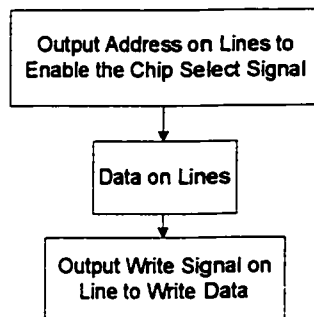 Output Address on Lines to
Enable the Chip Select Signal
Data on Lines
Output Write Signal on
Line to Write Data